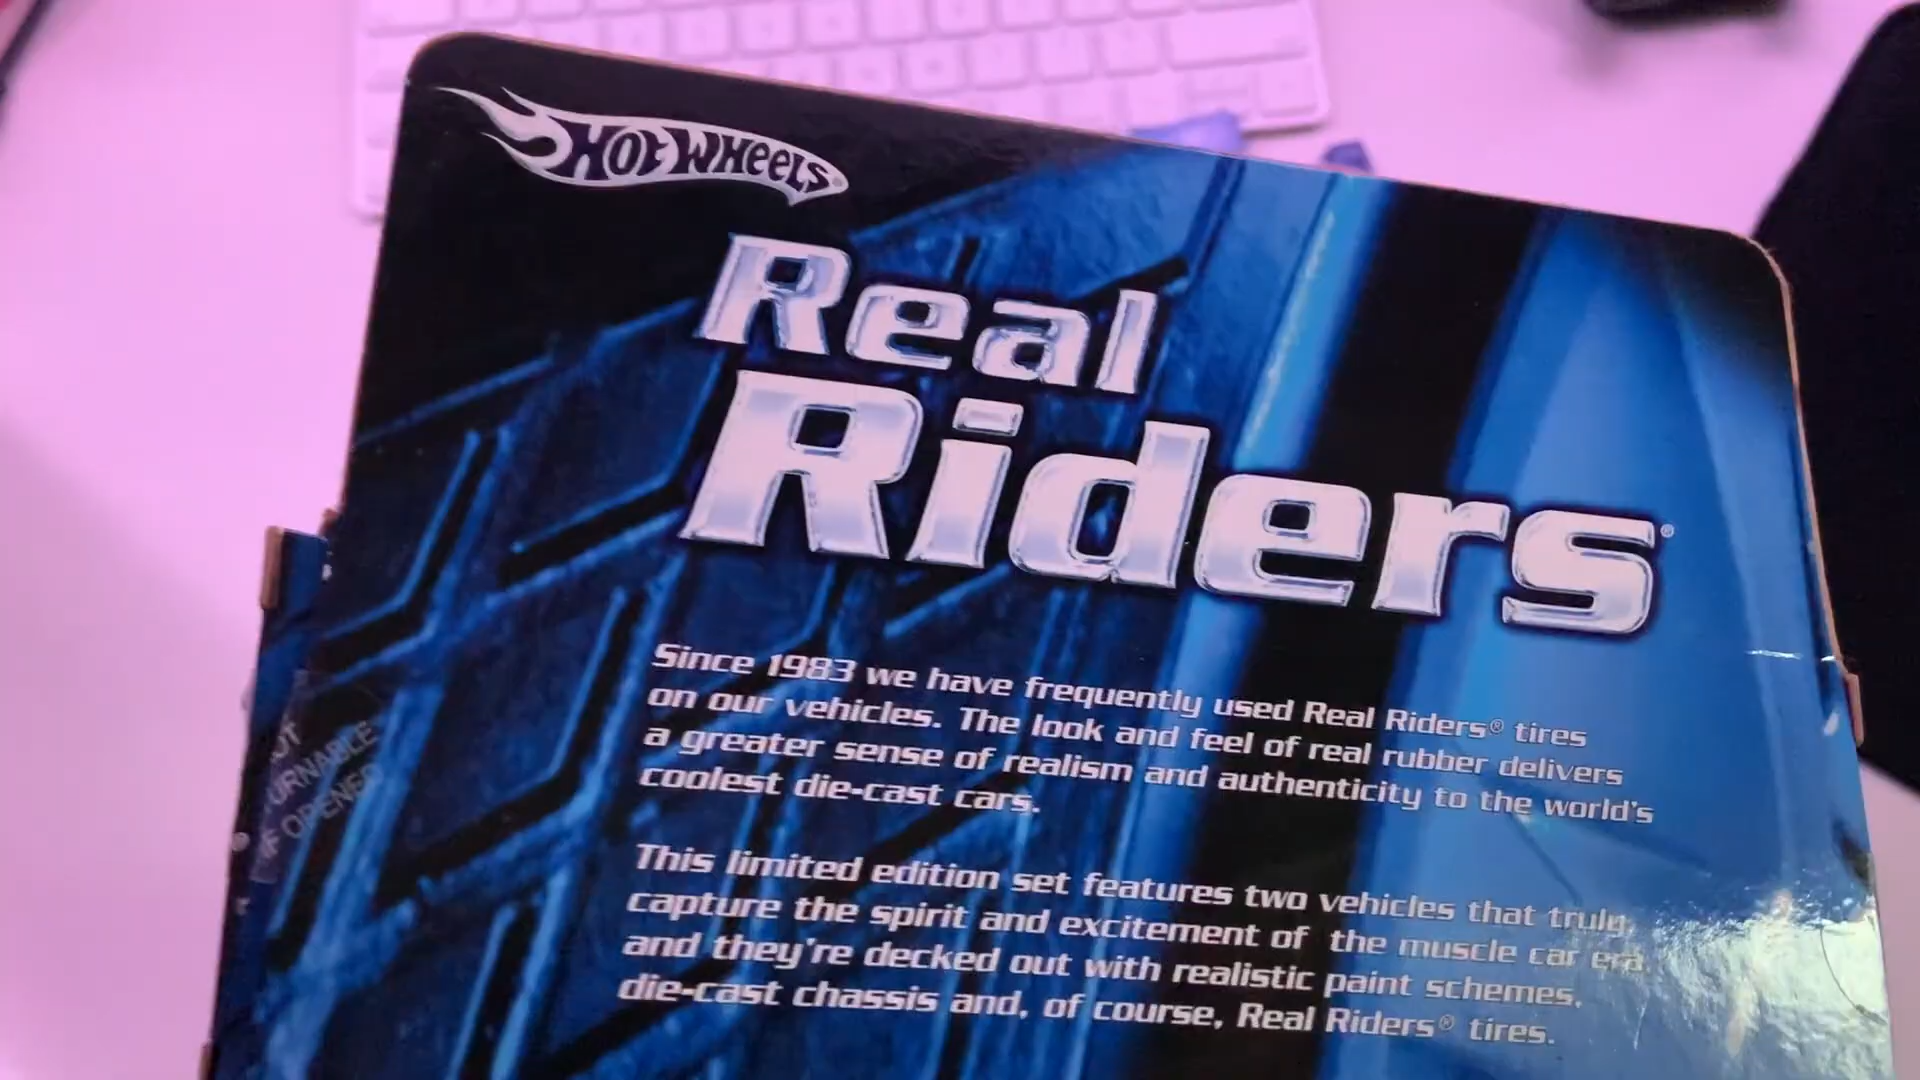 Hot Wheels
Real
Riders®
Since 1983 we have frequently used Real Riders® tires
on our vehicles. The look and feel of real rubber delivers
a greater sense of realism and authenticity to the world's
coolest die-cast cars.
This limited edition set features two vehicles that truly
capture the spirit and excitement of the muscle car era,
and they're decked out with realistic paint schemes,
die-cast chassis and, of course, Real Riders® tires.
IF OPENED